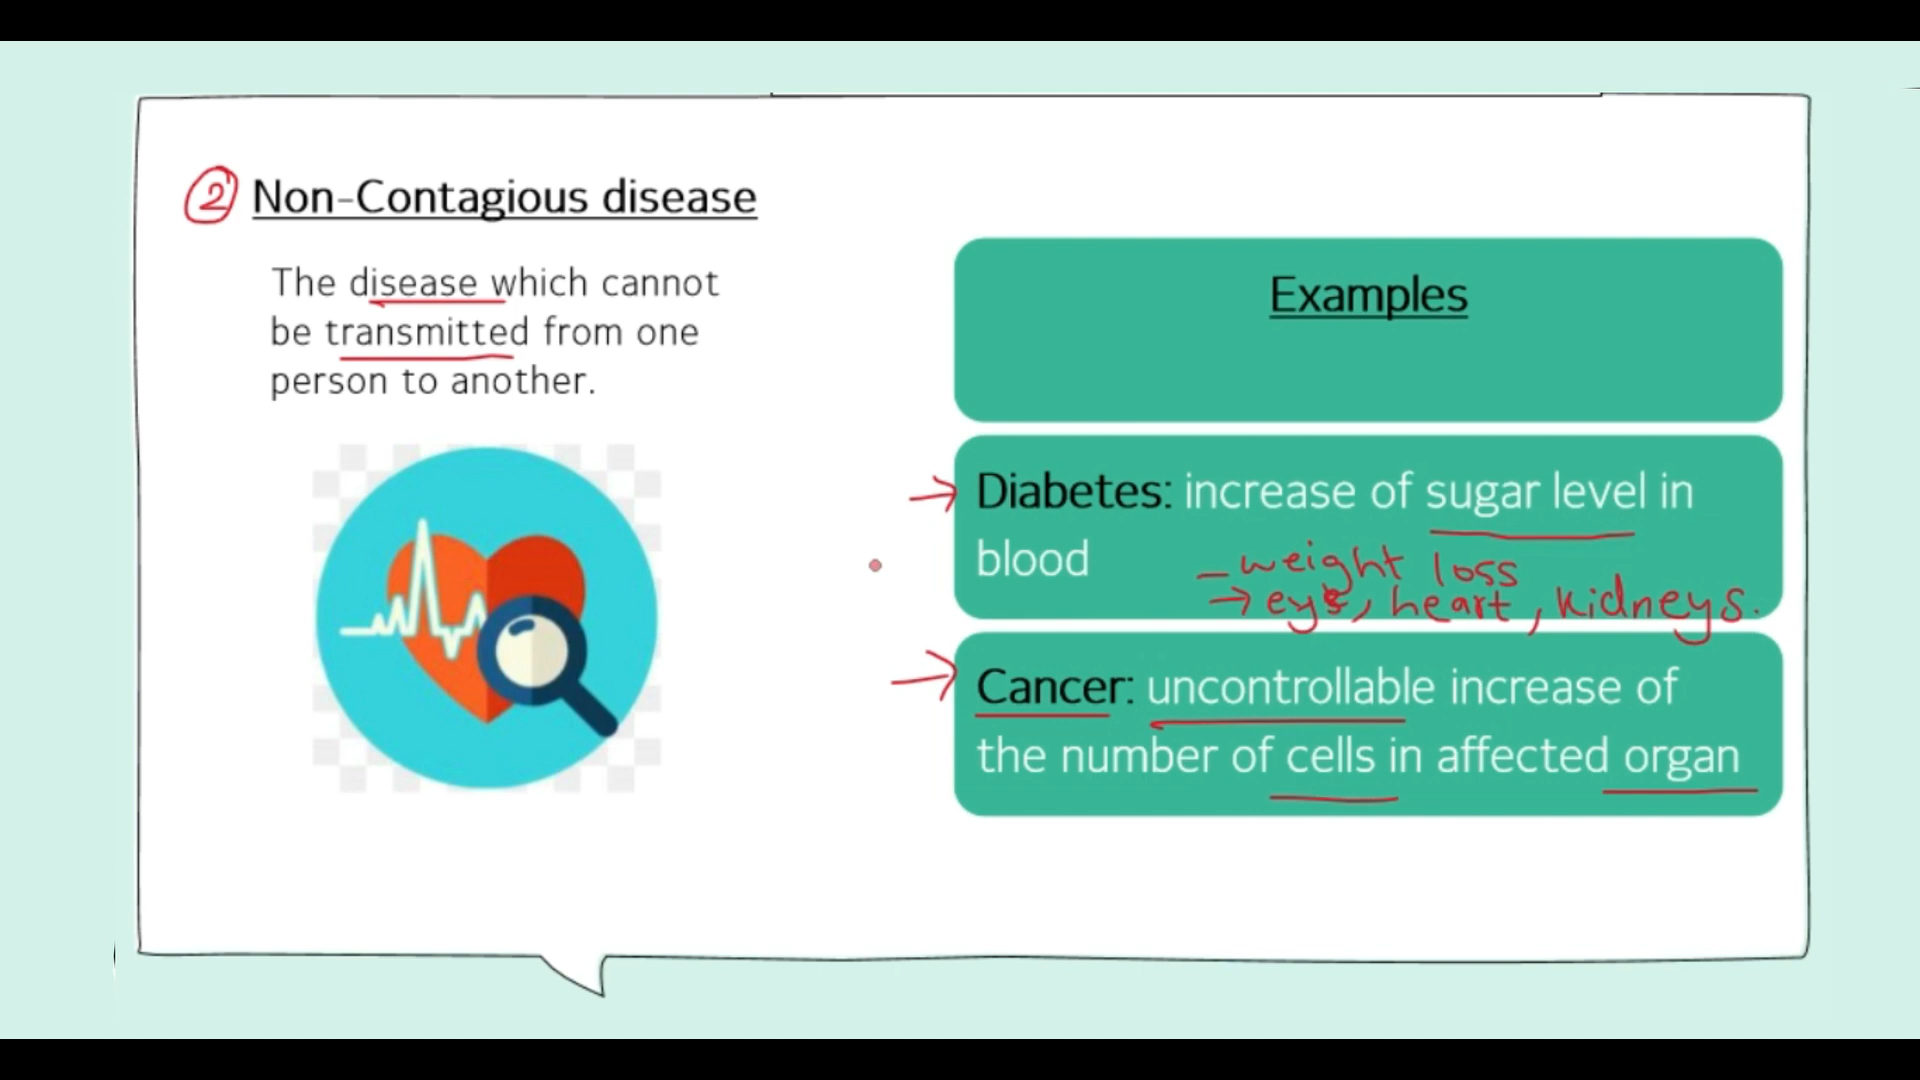 2 Non-Contagious disease
The disease which cannot
be transmitted from one
person to another.
Examples
Diabetes: increase of sugar level in
blood
- weight loss
→ eyes, heart, kidneys.
Cancer: uncontrollable increase of
the number of cells in affected organ